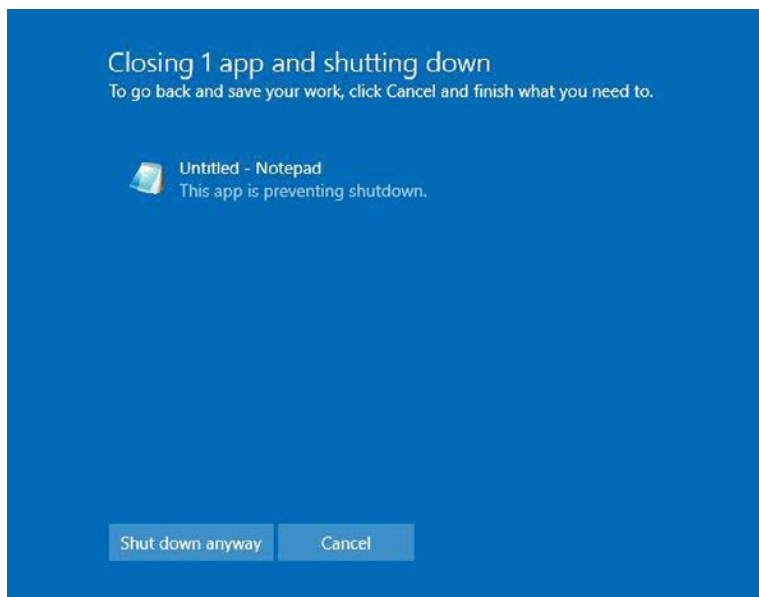 Closing 1 app and shutting down
To go back and save your work, click Cancel and finish what you need to.
Untitled - Notepad
This app is preventing shutdown.
Shut down anyway
Cancel